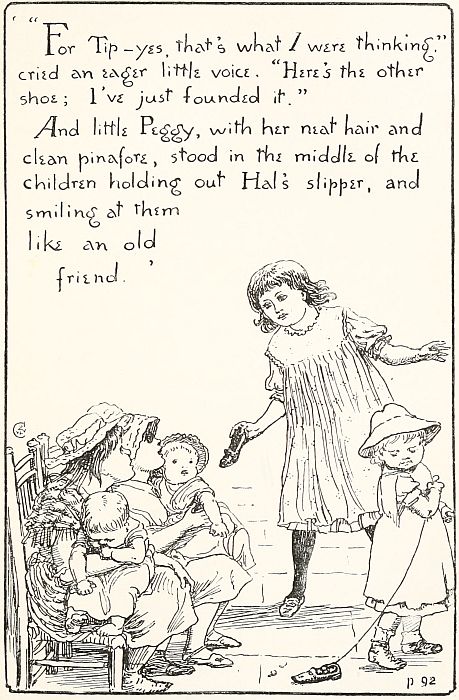 ‘ “For Tip–yes, that's what I were thinking.”
cried an eager little voice. “Here's the other
shoe; I've just founded it.”
And little Peggy, with her neat hair and
clean pinafore, stood in the middle of the
children holding out Hal's slipper, and
smiling at them
like an old
friend. ’
p 92